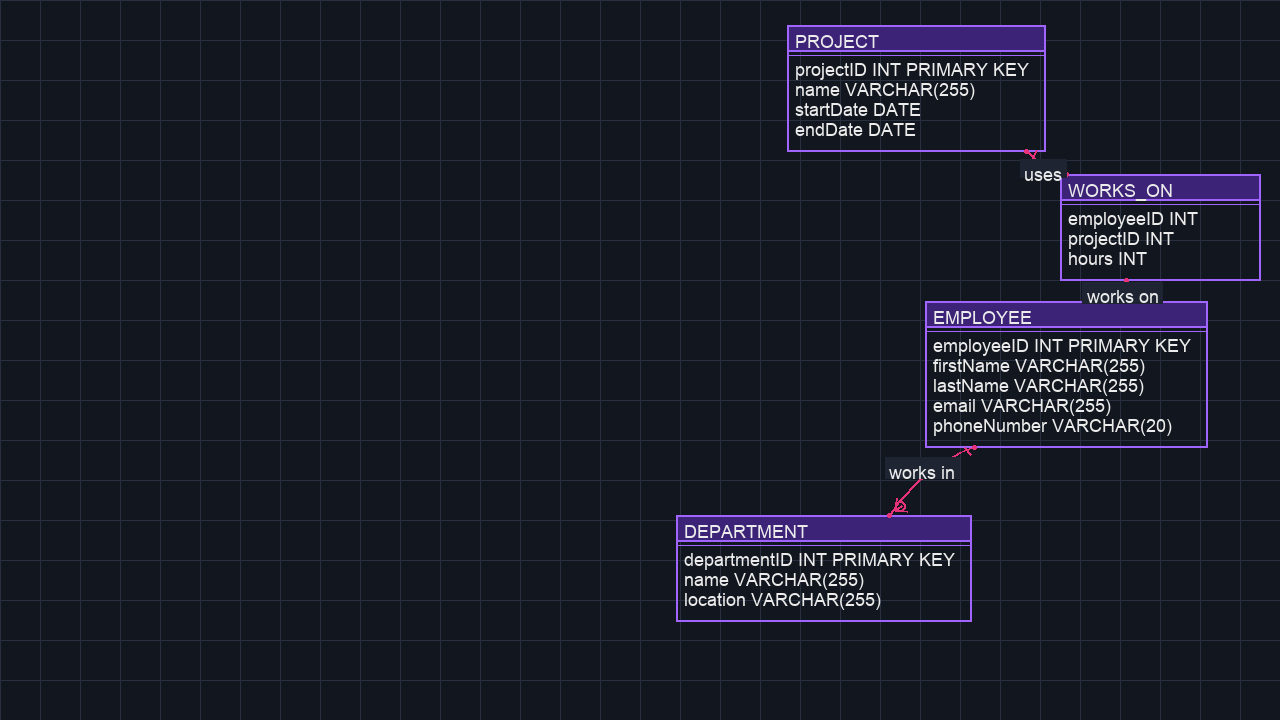 PROJECT
projectID INT PRIMARY KEY
name VARCHAR(255)
startDate DATE
endDate DATE
uses
WORKS_ON
employeeID INT
projectID INT
hours INT
works on
EMPLOYEE
employeeID INT PRIMARY KEY
firstName VARCHAR(255)
lastName VARCHAR(255)
email VARCHAR(255)
phoneNumber VARCHAR(20)
works in
DEPARTMENT
departmentID INT PRIMARY KEY
name VARCHAR(255)
location VARCHAR(255)